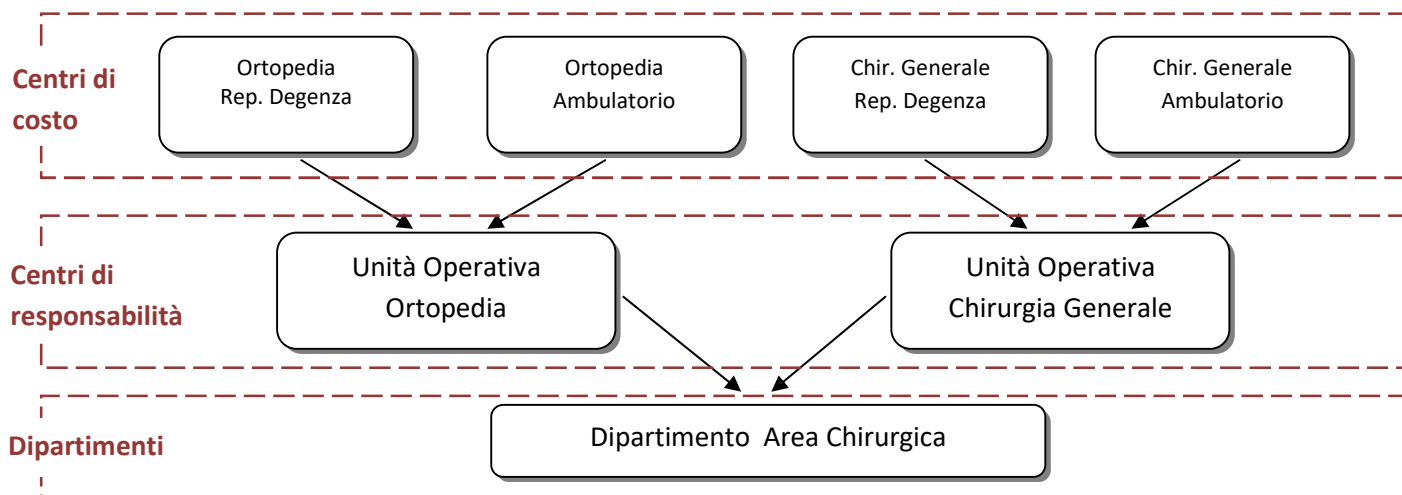 Centri di
costo
Ortopedia
Rep. Degenza
Ortopedia
Ambulatorio
Chir. Generale
Rep. Degenza
Chir. Generale
Ambulatorio
Centri di
responsabilità
Unità Operativa
Ortopedia
Unità Operativa
Chirurgia Generale
Dipartimenti
Dipartimento Area Chirurgica